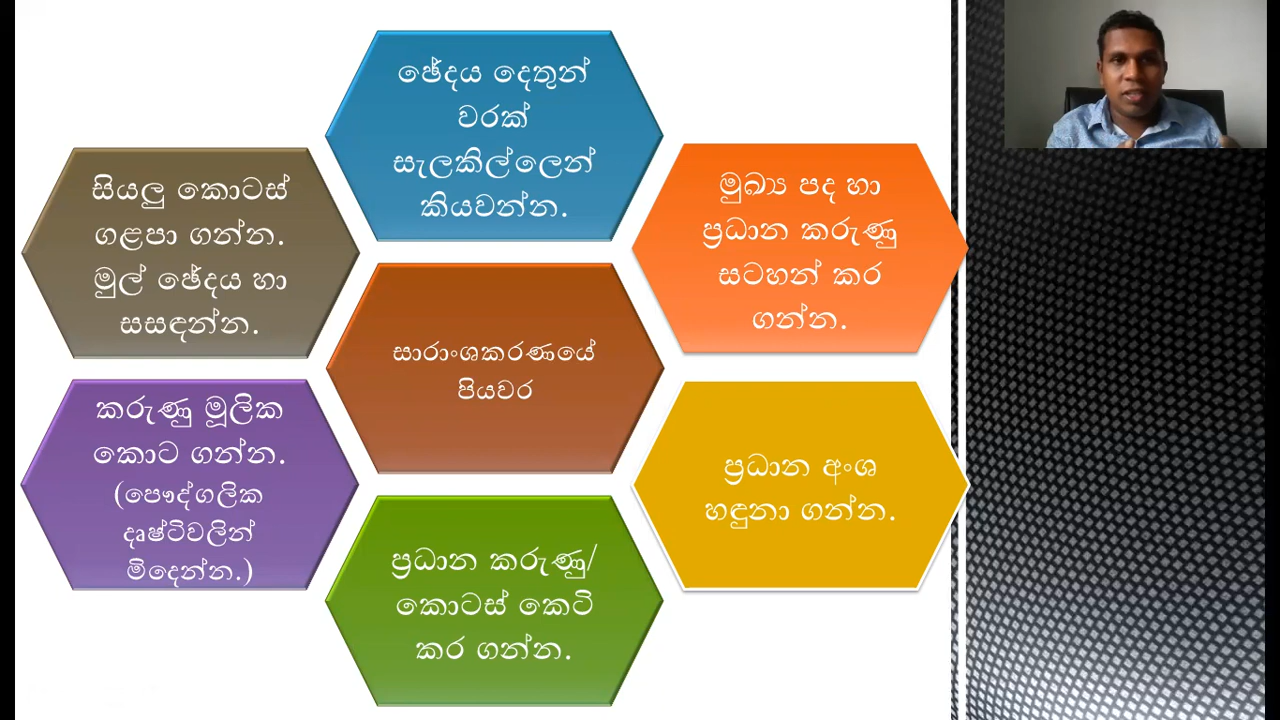 ඡේදය දෙතුන්
වරක්
සැලකිල්ලෙන්
කියවන්න.
මුඛ්‍ය පද හා
ප්‍රධාන කරුණු
සටහන් කර
ගන්න.
ප්‍රධාන අංශ
හඳුනා ගන්න.
ප්‍රධාන කරුණු/
කොටස් කෙටි
කර ගන්න.
කරුණු මූලික
කොට ගන්න.
(පෞද්ගලික
දෘෂ්ටිවලින්
මිදෙන්න.)
සියලු කොටස්
ගළපා ගන්න.
මුල් ඡේදය හා
සසඳන්න.
සාරාංශකරණයේ
පියවර